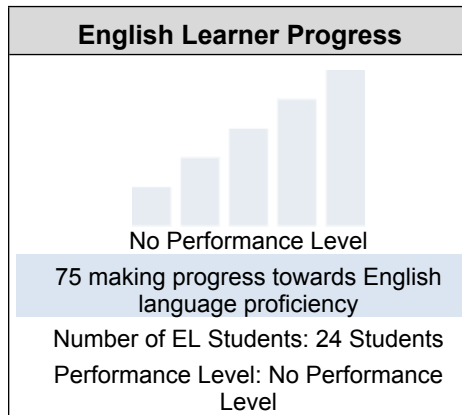 English Learner Progress
No Performance Level
75 making progress towards English
language proficiency
Number of EL Students: 24 Students
Performance Level: No Performance
Level